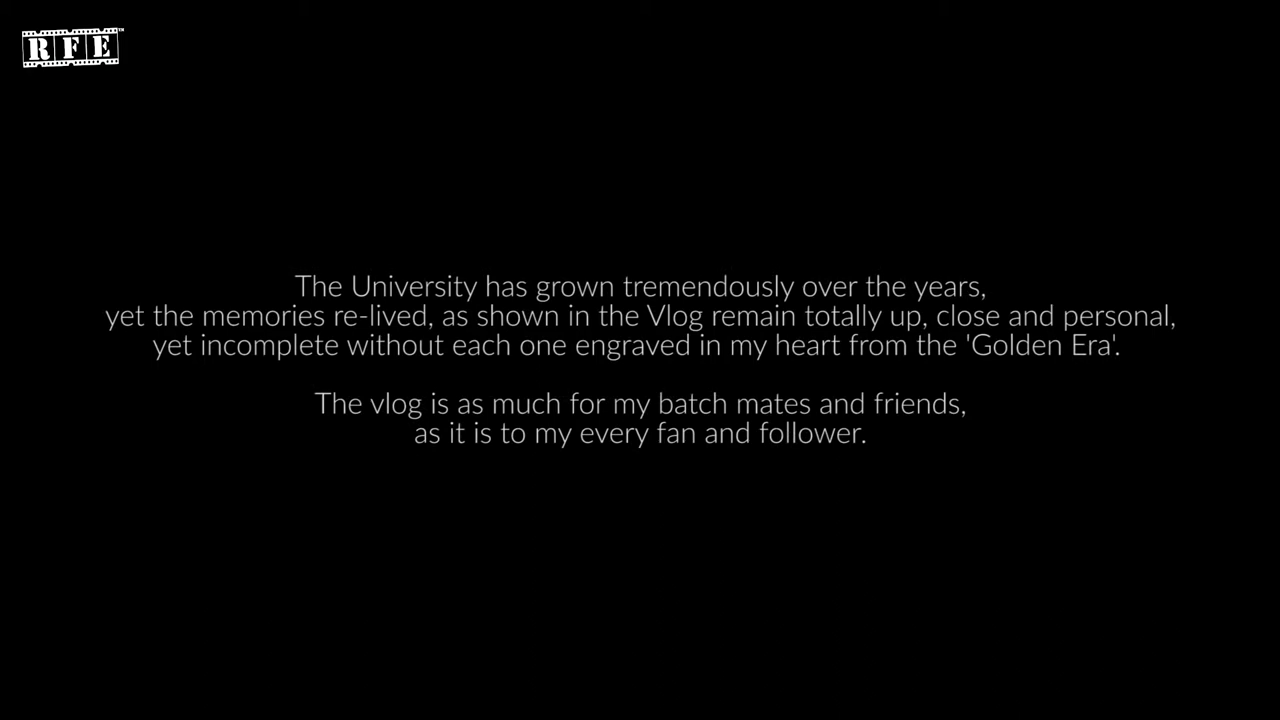 RFE™
The University has grown tremendously over the years,
yet the memories re-lived, as shown in the Vlog remain totally up, close and personal,
yet incomplete without each one engraved in my heart from the 'Golden Era'.
The vlog is as much for my batch mates and friends,
as it is to my every fan and follower.